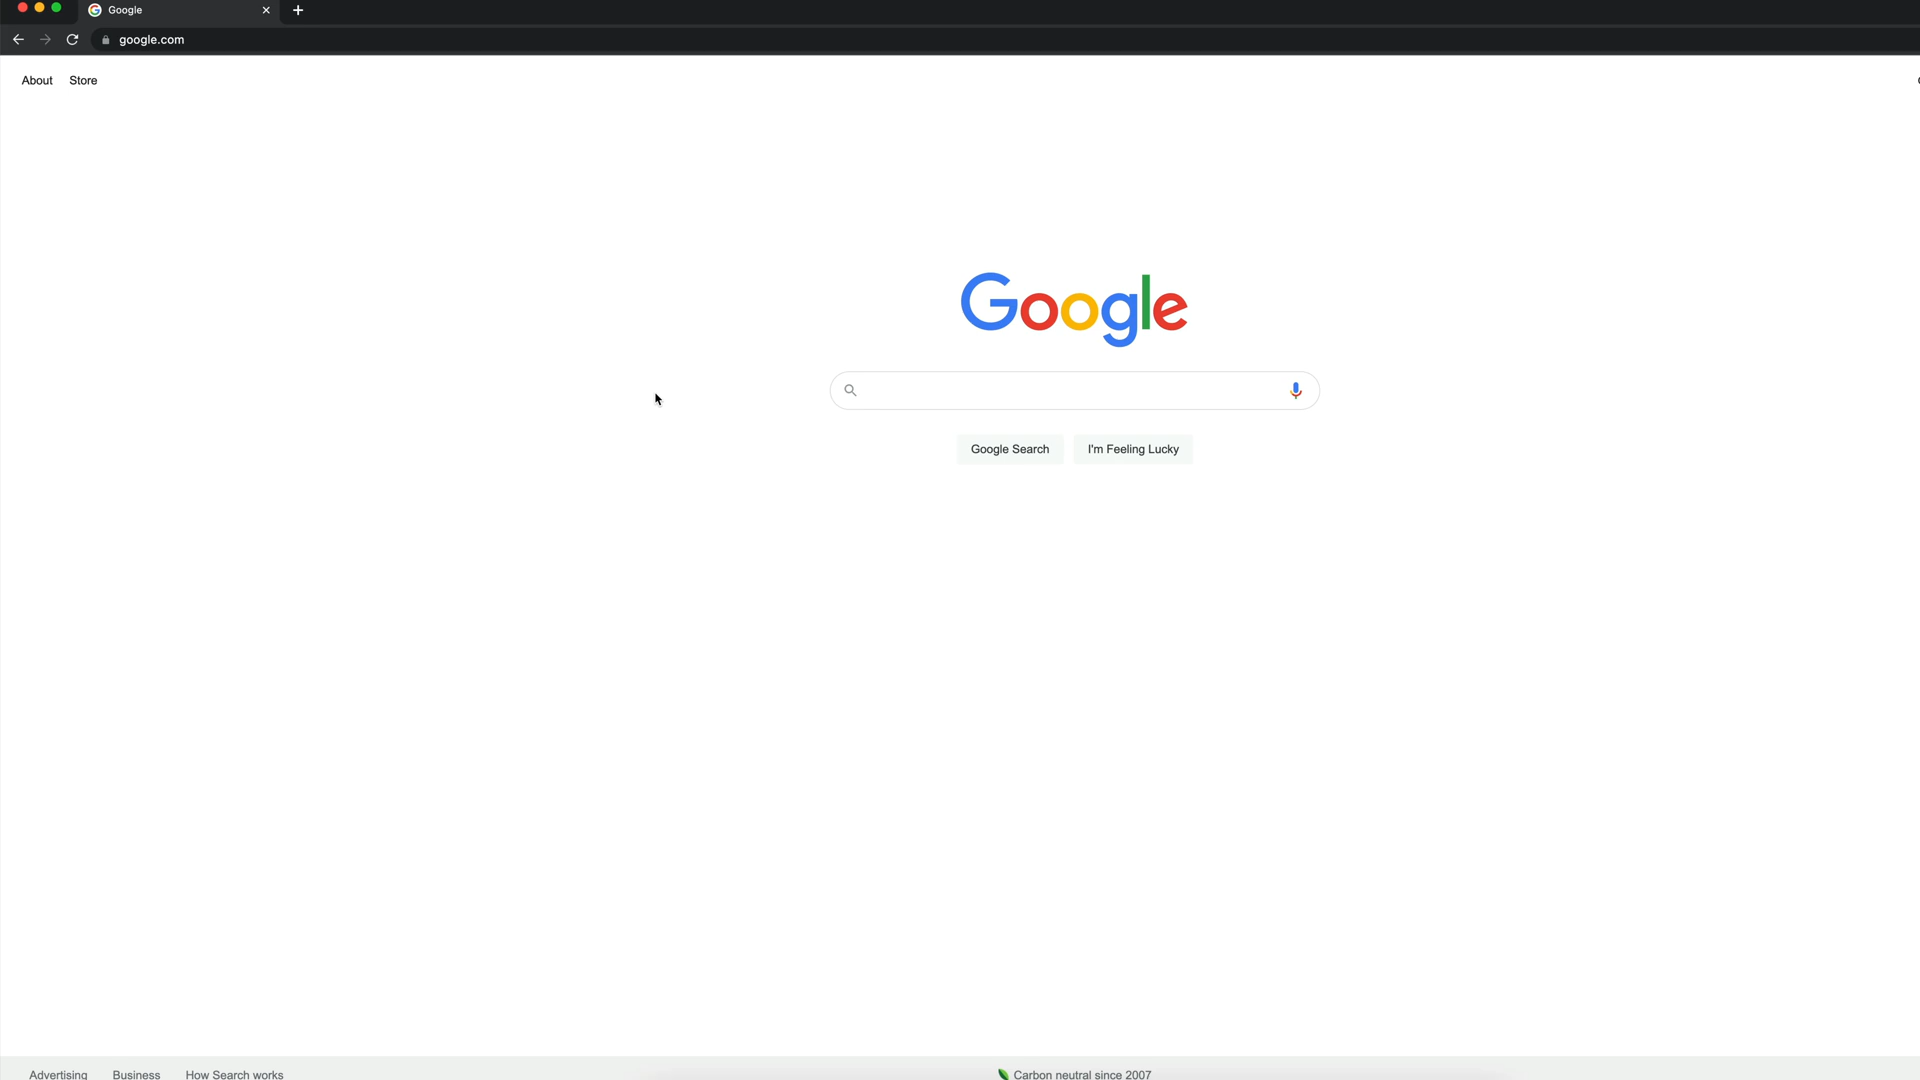 Google
google.com
About Store
Google
Google Search I'm Feeling Lucky
Advertising Business How Search works Carbon neutral since 2007